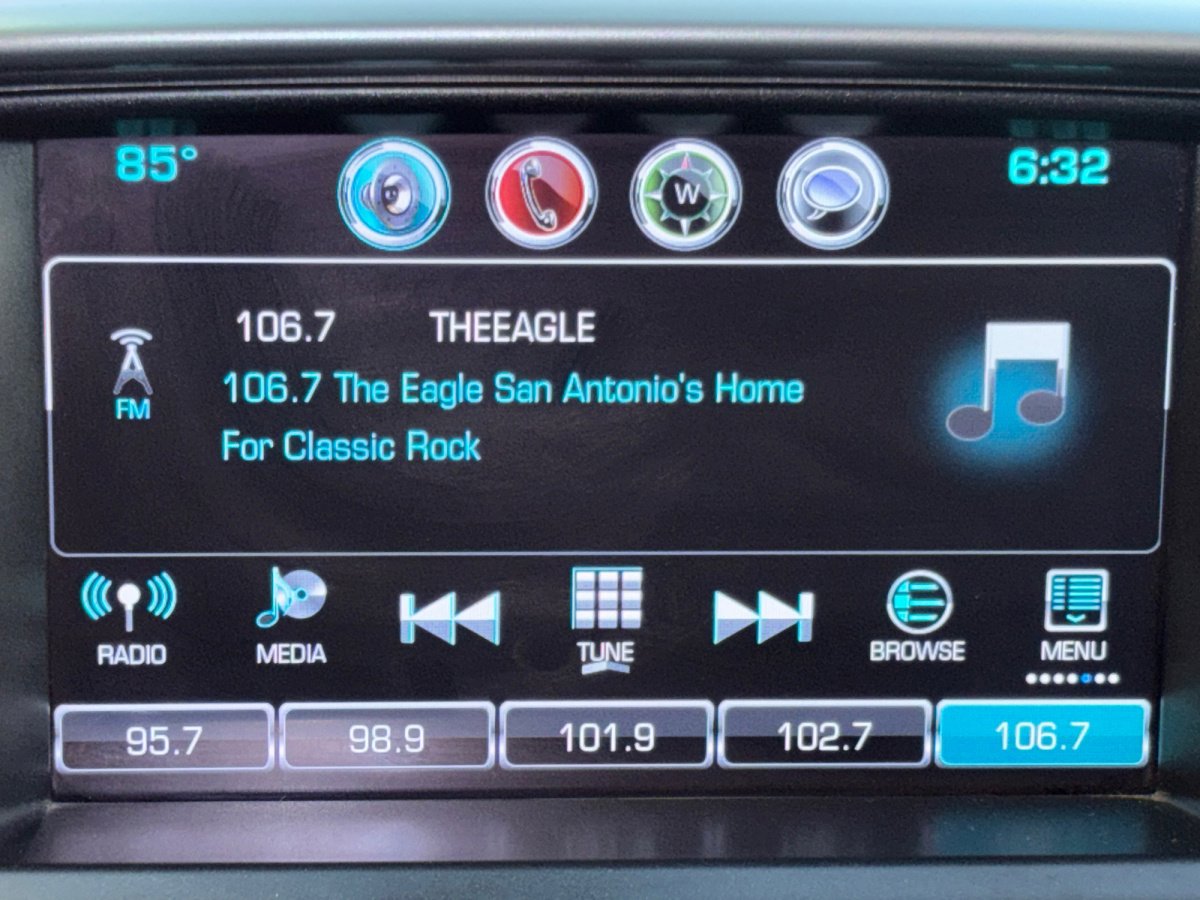 85° W 6:32
106.7 THEEAGLE
FM 106.7 The Eagle San Antonio's Home
For Classic Rock
RADIO MEDIA TUNE BROWSE MENU
95.7 98.9 101.9 102.7 106.7